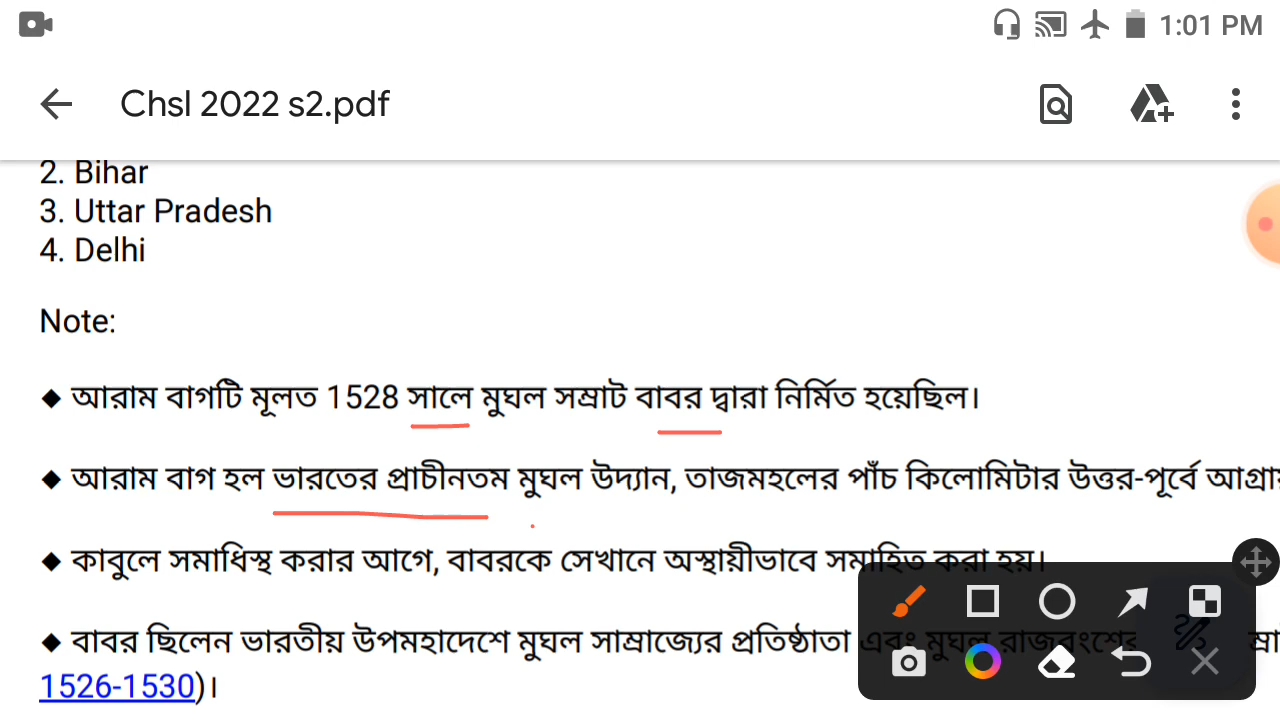 1:01 PM
Chsl 2022 s2.pdf
2. Bihar
3. Uttar Pradesh
4. Delhi
Note:
◆ আরাম বাগটি মূলত 1528 সালে মুঘল সম্রাট বাবর দ্বারা নির্মিত হয়েছিল।
◆ আরাম বাগ হল ভারতের প্রাচীনতম মুঘল উদ্যান, তাজমহলের পাঁচ কিলোমিটার উত্তর-পূর্বে
◆ কাবুলে সমাধিস্থ করার আগে, বাবরকে সেখানে অস্থায়ীভাবে সমাহিত করা হয়।
◆ বাবর ছিলেন ভারতীয় উপমহাদেশে মুঘল সাম্রাজ্যের প্রতিষ্ঠাতা এবং মুঘল রাজবংশের
1526-1530)।